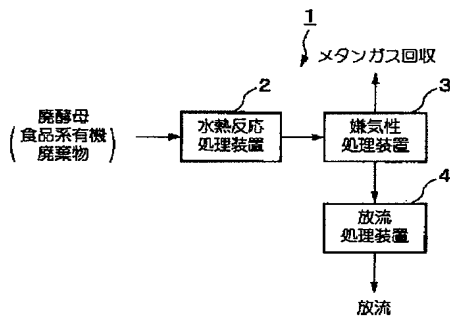 1
メタンガス回収
2
3
廃酵母
(食品系有機
廃棄物)
水熱反応
処理装置
嫌気性
処理装置
4
放流
処理装置
放流